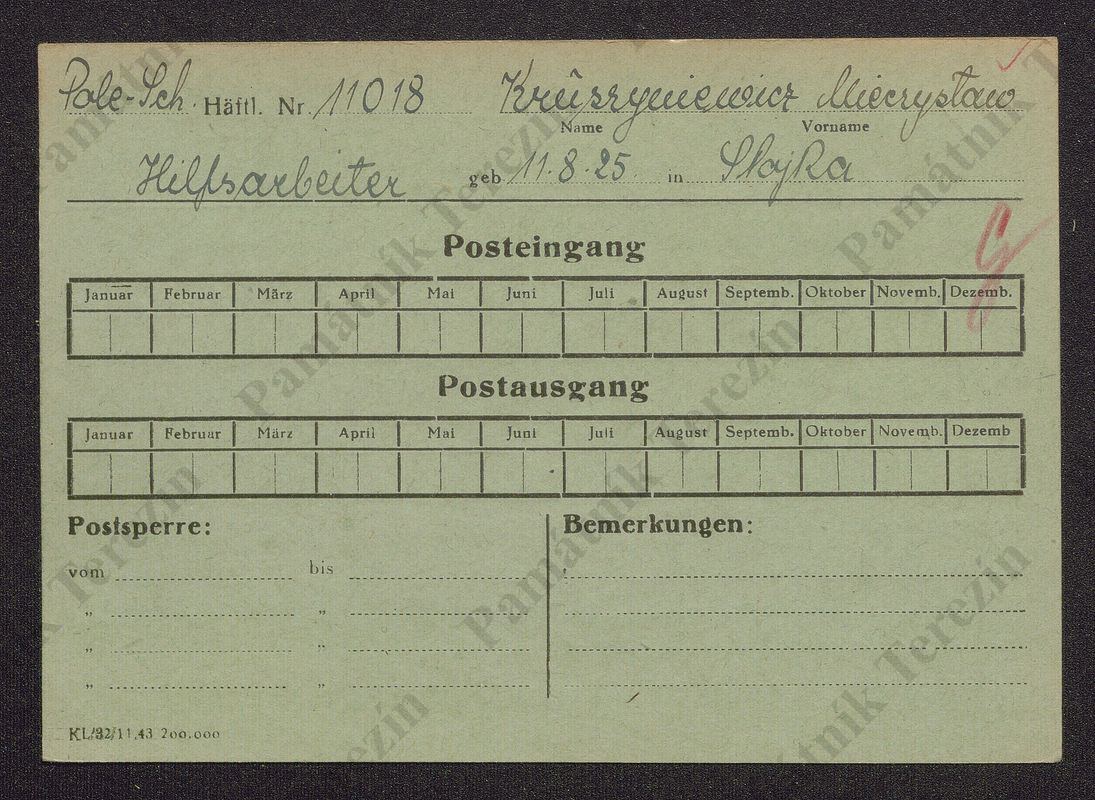 Pole-Sch. Häftl. Nr. 11018 Krüszyniewicz Mieczysław
Name Vorname
Hilfsarbeiter geb 11.8.25. in Slojka
Posteingang
Januar Februar März April Mai Juni Juli August Septemb. Oktober Novemb. Dezemb.
Postausgang
Januar Februar März April Mai Juni Juli August Septemb. Oktober Novemb. Dezemb
Postsperre: Bemerkungen:
vom bis
„ „
„ „
„ „
KL/32/11.43 200.000
Památník Terezín